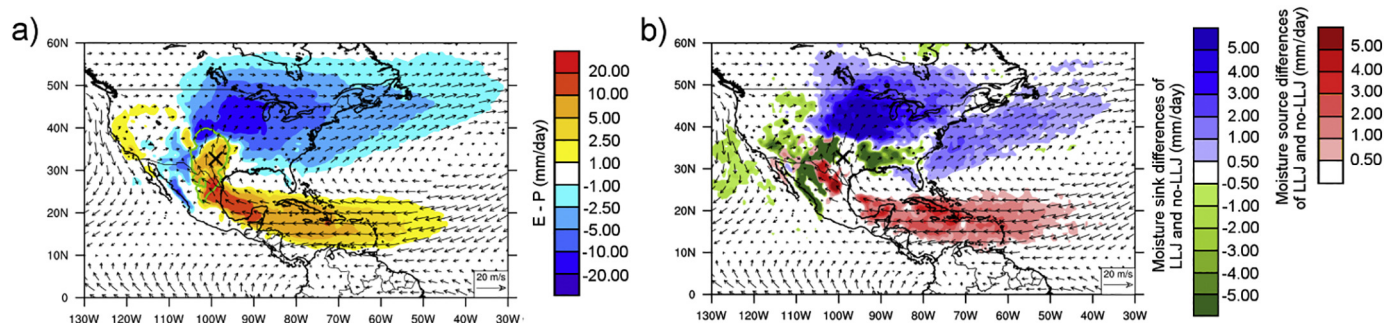 a)
60N
50N
40N
30N
20N
10N
0
130W 120W 110W 100W 90W 80W 70W 60W 50W 40W 30W
20 m/s
20.00
10.00
5.00
2.50
1.00
-1.00
-2.50
-5.00
-10.00
-20.00
E - P (mm/day)
b)
60N
50N
40N
30N
20N
10N
0
130W 120W 110W 100W 90W 80W 70W 60W 50W 40W 30W
20 m/s
Moisture sink differences of
LLJ and no-LLJ (mm/day)
5.00
4.00
3.00
2.00
1.00
0.50
-0.50
-1.00
-2.00
-3.00
-4.00
-5.00
Moisture source differences
of LLJ and no-LLJ (mm/day)
5.00
4.00
3.00
2.00
1.00
0.50